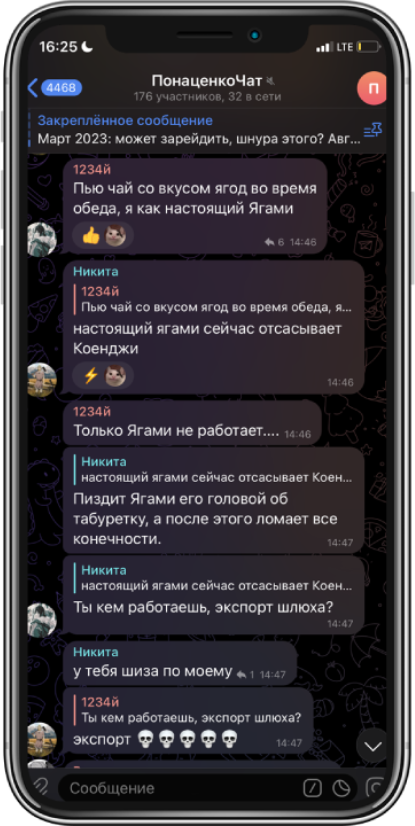 16:25
LTE
4468
ПонаценкоЧат
176 участников, 32 в сети
П
Закреплённое сообщение
Март 2023: может зарейдить, шнура этого? Авг...
1234й
Пью чай со вкусом ягод во время
обеда, я как настоящий Ягами
6 14:46
Никита
1234й
Пью чай со вкусом ягод во время обеда, я...
настоящий ягами сейчас отсасывает
Коенджи
14:46
1234й
Только Ягами не работает.... 14:46
Никита
настоящий ягами сейчас отсасывает Коен...
Пиздит Ягами его головой об
табуретку, а после этого ломает все
конечности.
14:47
Никита
настоящий ягами сейчас отсасывает Коен...
Ты кем работаешь, экспорт шлюха?
14:47
Никита
у тебя шиза по моему 1 14:47
1234й
Ты кем работаешь, экспорт шлюха?
экспорт 💀💀💀💀💀 14:47
Сообщение